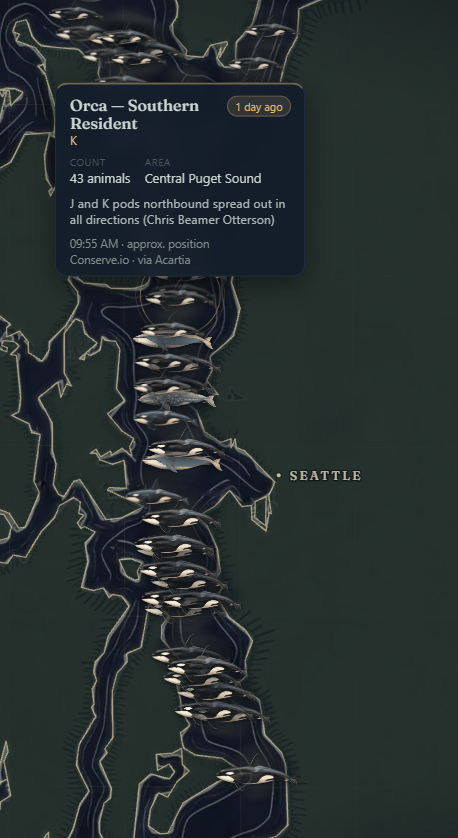 Orca — Southern Resident
1 day ago
K
COUNT
AREA
43 animals
Central Puget Sound
J and K pods northbound spread out in
all directions (Chris Beamer Otterson)
09:55 AM · approx. position
Conserve.io · via Acartia
SEATTLE